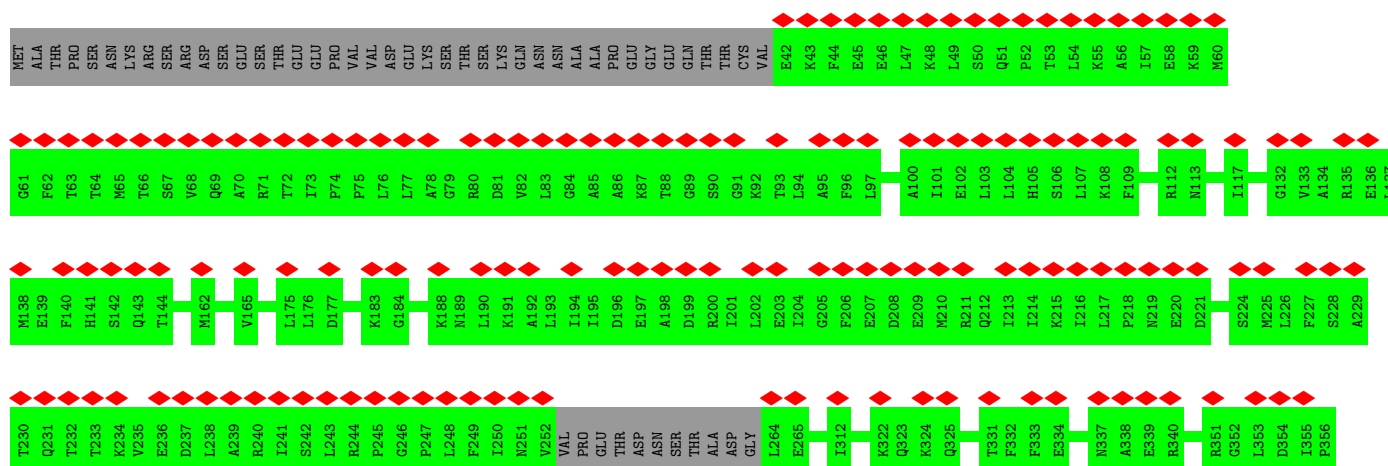 MET ALA THR PRO SER ASN LYS ARG SER ARG ASP SER GLU SER THR GLU GLU PRO VAL VAL ASP GLU LYS SER THR SER LYS GLN ASN ASN ALA ALA PRO GLU GLY GLU GLN THR THR CYS VAL E42 K43 F44 E45 E46 L47 K48 L49 S50 Q51 P52 T53 L54 K55 A56 I57 E58 K59 M60
G61 F62 T63 T64 M65 T66 S67 V68 Q69 A70 R71 T72 I73 P74 P75 L76 L77 A78 G79 R80 D81 V82 L83 G84 A85 A86 K87 T88 G89 S90 G91 K92 T93 L94 A95 F96 L97 A100 I101 E102 L103 L104 H105 S106 L107 K108 F109 R112 N113 I117 G132 V133 A134 R135 E136 L137
M138 E139 F140 H141 S142 Q143 T144 M162 V165 L175 L176 D177 K183 G184 K188 N189 L190 K191 A192 L193 I194 I195 D196 E197 A198 D199 R200 I201 L202 E203 I204 G205 F206 E207 D208 E209 M210 R211 Q212 I213 I214 K215 I216 L217 P218 N219 E220 D221 S224 M225 L226 F227 S228 A229
T230 Q231 T232 T233 K234 V235 E236 D237 L238 A239 R240 I241 S242 L243 R244 P245 G246 P247 L248 F249 I250 N251 V252 VAL PRO GLU THR ASP ASN SER THR ALA ASP GLY L264 E265 I312 K322 Q323 K324 Q325 T331 F332 F333 E334 N337 A338 E339 R340 R351 G352 L353 D354 I355 P356